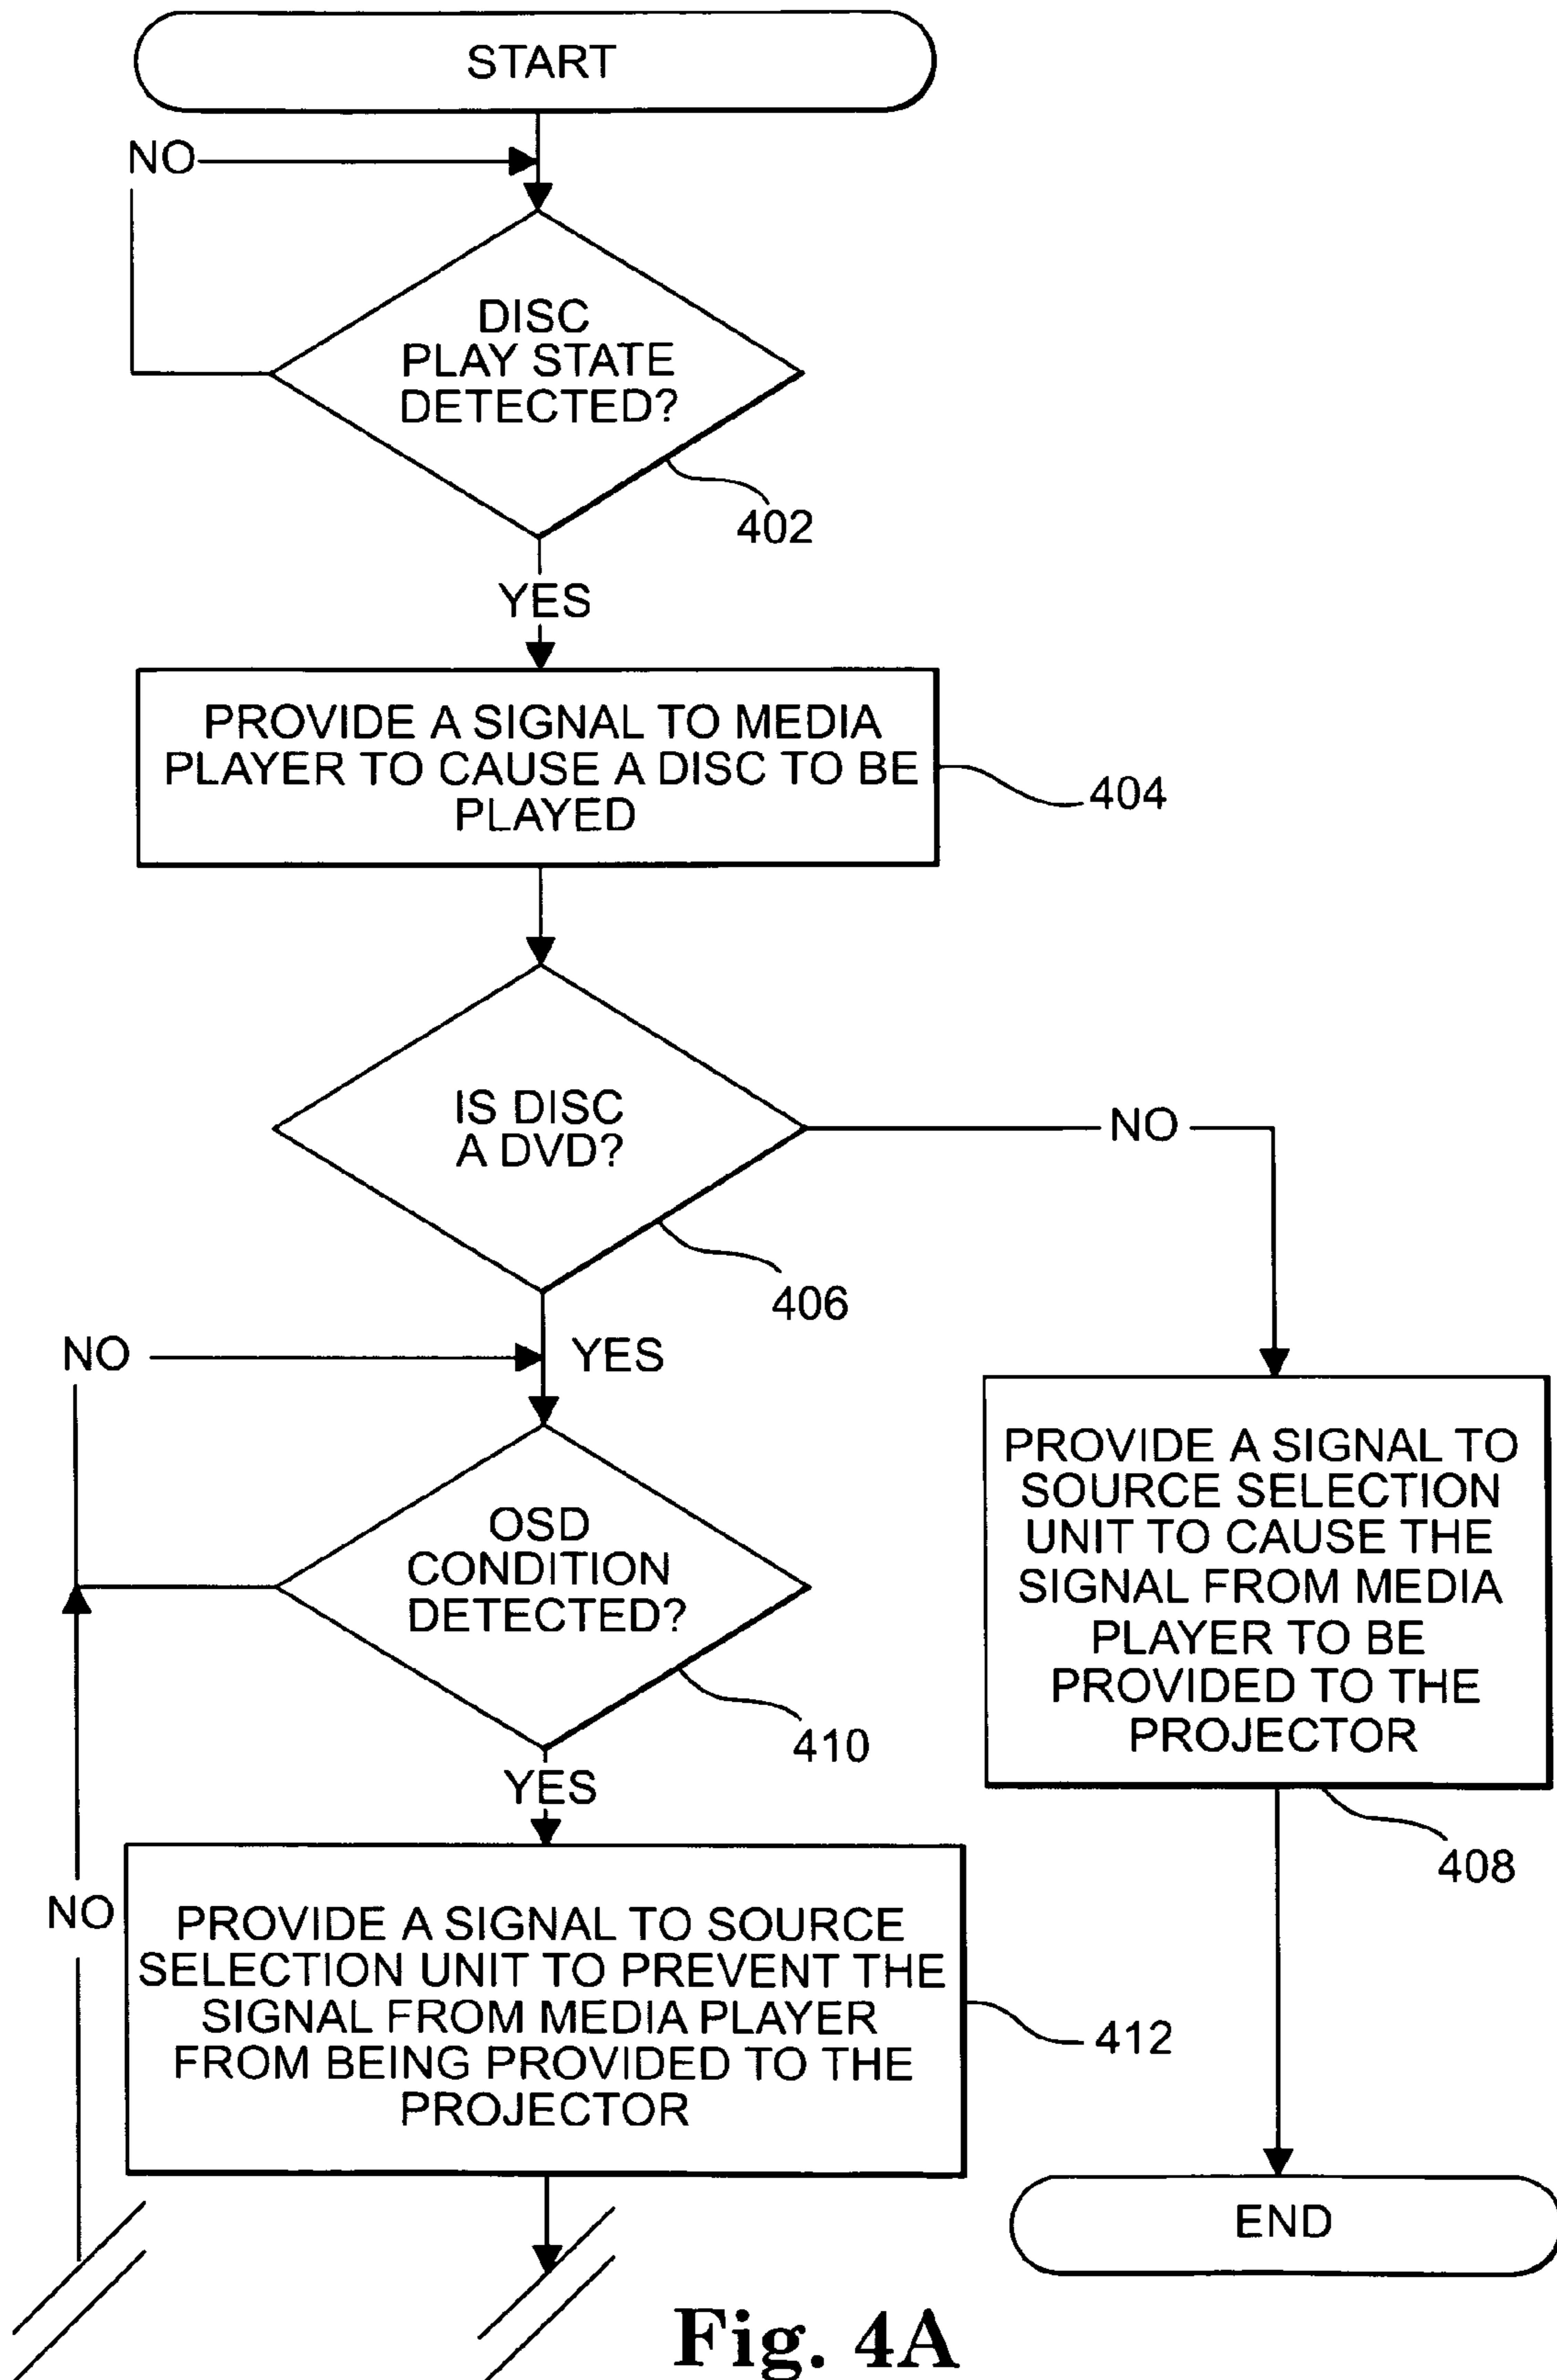 START
NO
DISC
PLAY STATE
DETECTED?
402
YES
PROVIDE A SIGNAL TO MEDIA
PLAYER TO CAUSE A DISC TO BE
PLAYED
404
IS DISC
A DVD?
NO
406
NO
YES
OSD
CONDITION
DETECTED?
410
YES
PROVIDE A SIGNAL TO
SOURCE SELECTION
UNIT TO CAUSE THE
SIGNAL FROM MEDIA
PLAYER TO BE
PROVIDED TO THE
PROJECTOR
408
NO
PROVIDE A SIGNAL TO SOURCE
SELECTION UNIT TO PREVENT THE
SIGNAL FROM MEDIA PLAYER
FROM BEING PROVIDED TO THE
PROJECTOR
412
END
Fig. 4A